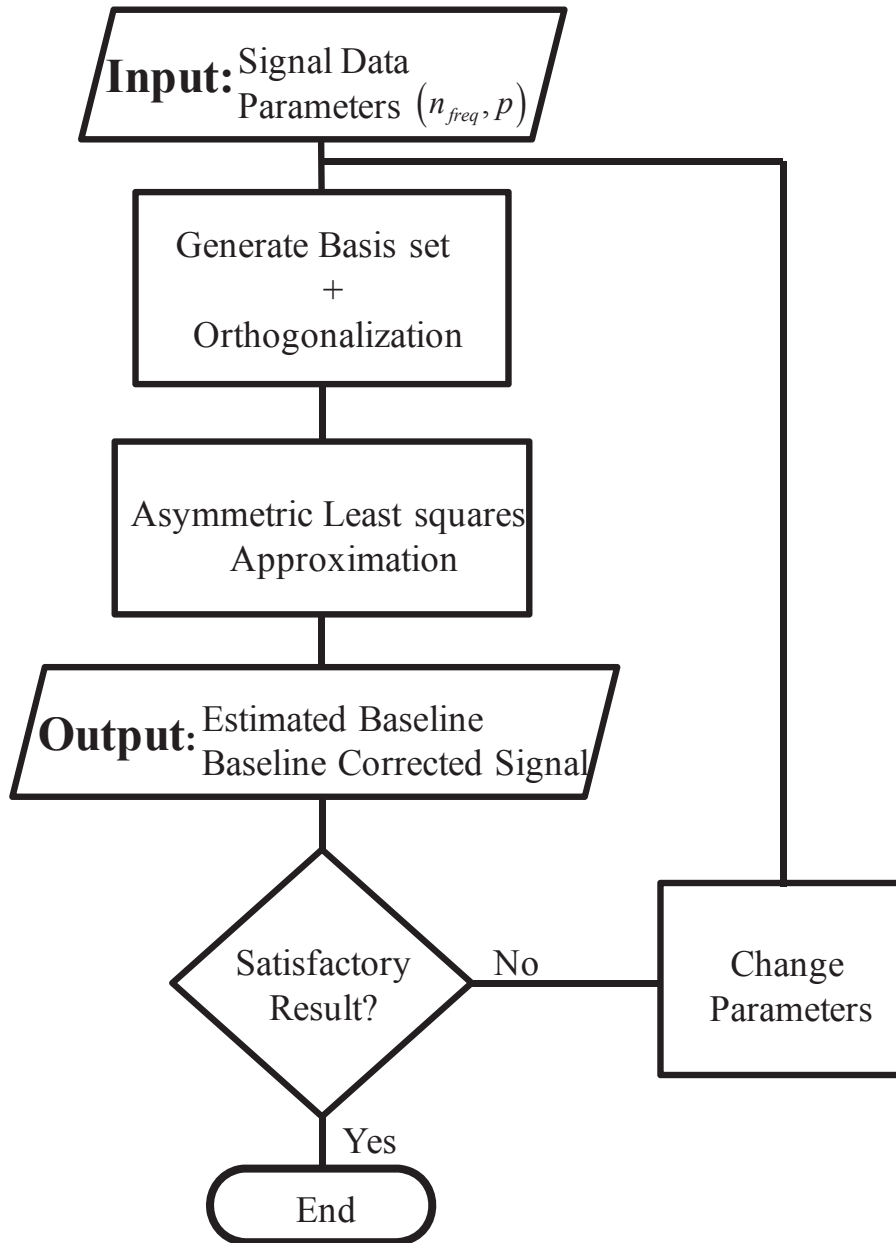 Input: Signal Data
Parameters (n_freq, p)
Generate Basis set
+
Orthogonalization
Asymmetric Least squares
Approximation
Output: Estimated Baseline
Baseline Corrected Signal
Satisfactory
Result?
No
Change
Parameters
Yes
End